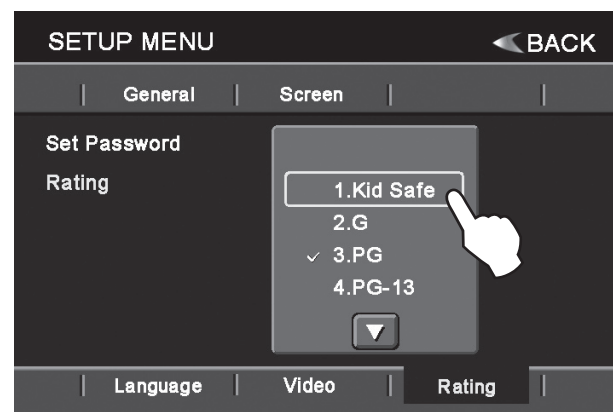 SETUP MENU ◀BACK
General | Screen
Set Password
Rating
1.Kid Safe
2.G
✓ 3.PG
4.PG-13
▼
Language | Video | Rating